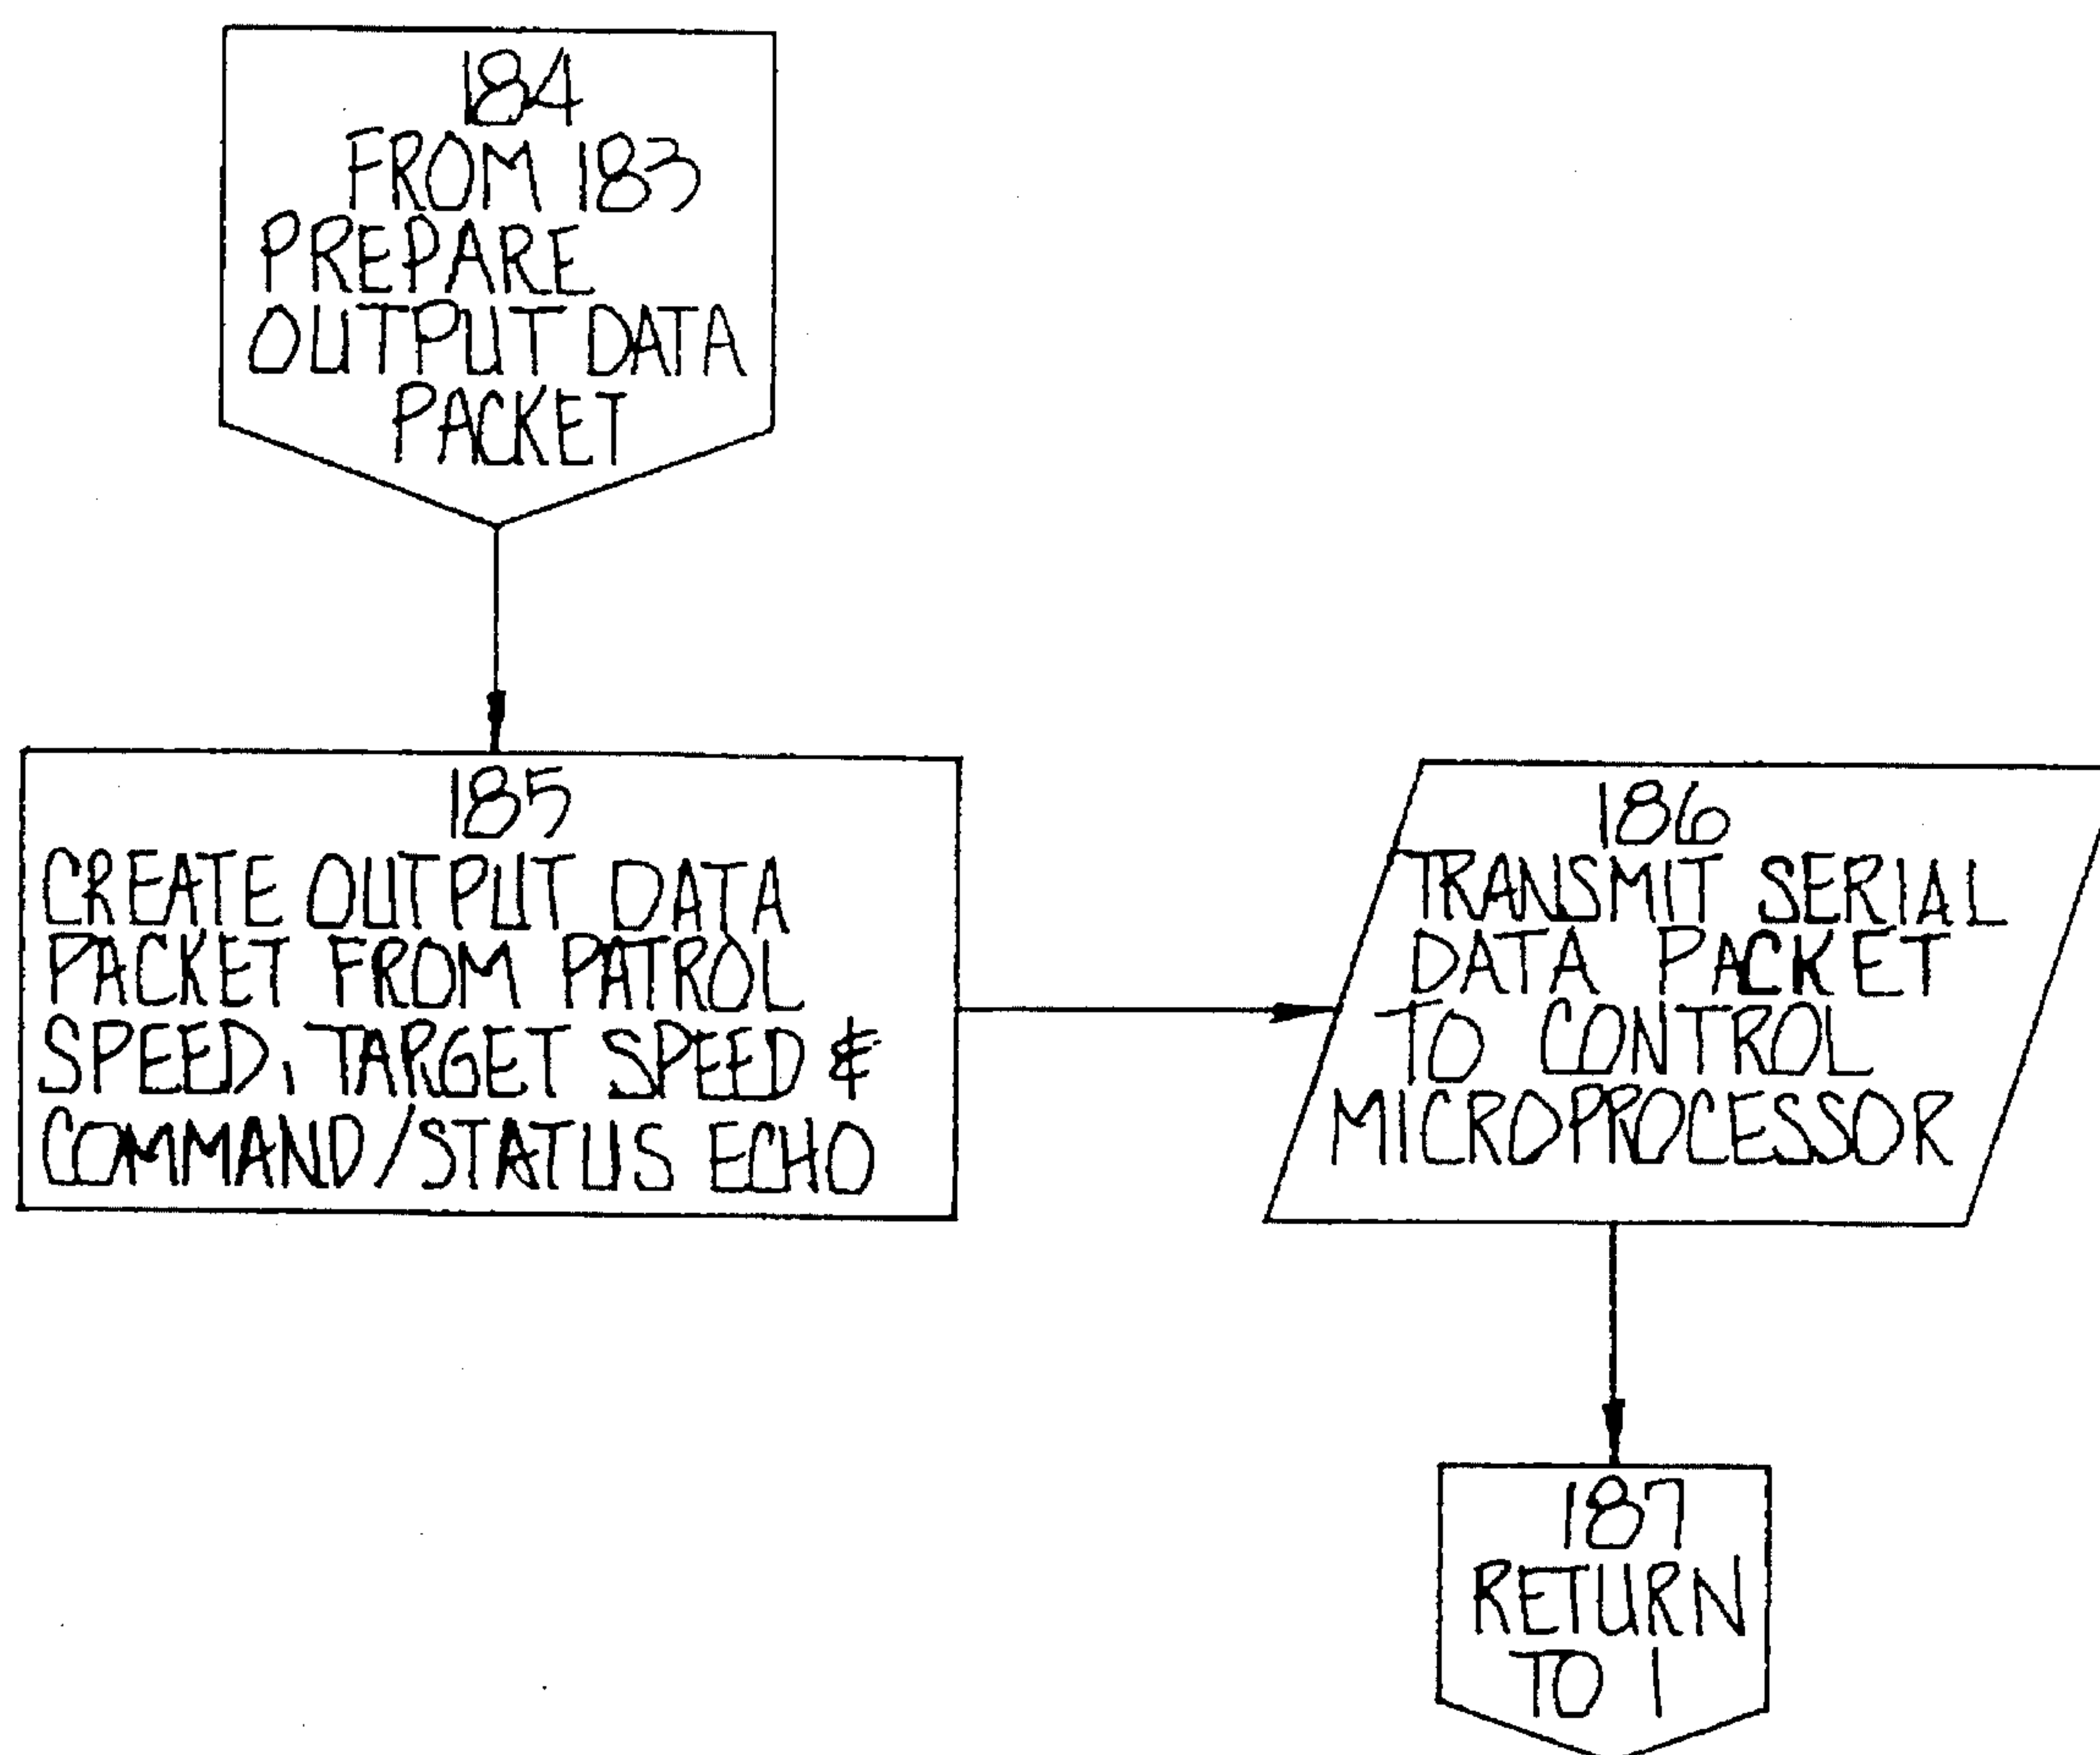 184
FROM 183
PREPARE
OUTPUT DATA
PACKET
185
CREATE OUTPUT DATA
PACKET FROM PATROL
SPEED, TARGET SPEED &
COMMAND/STATUS ECHO
186
TRANSMIT SERIAL
DATA PACKET
TO CONTROL
MICROPROCESSOR
187
RETURN
TO 1